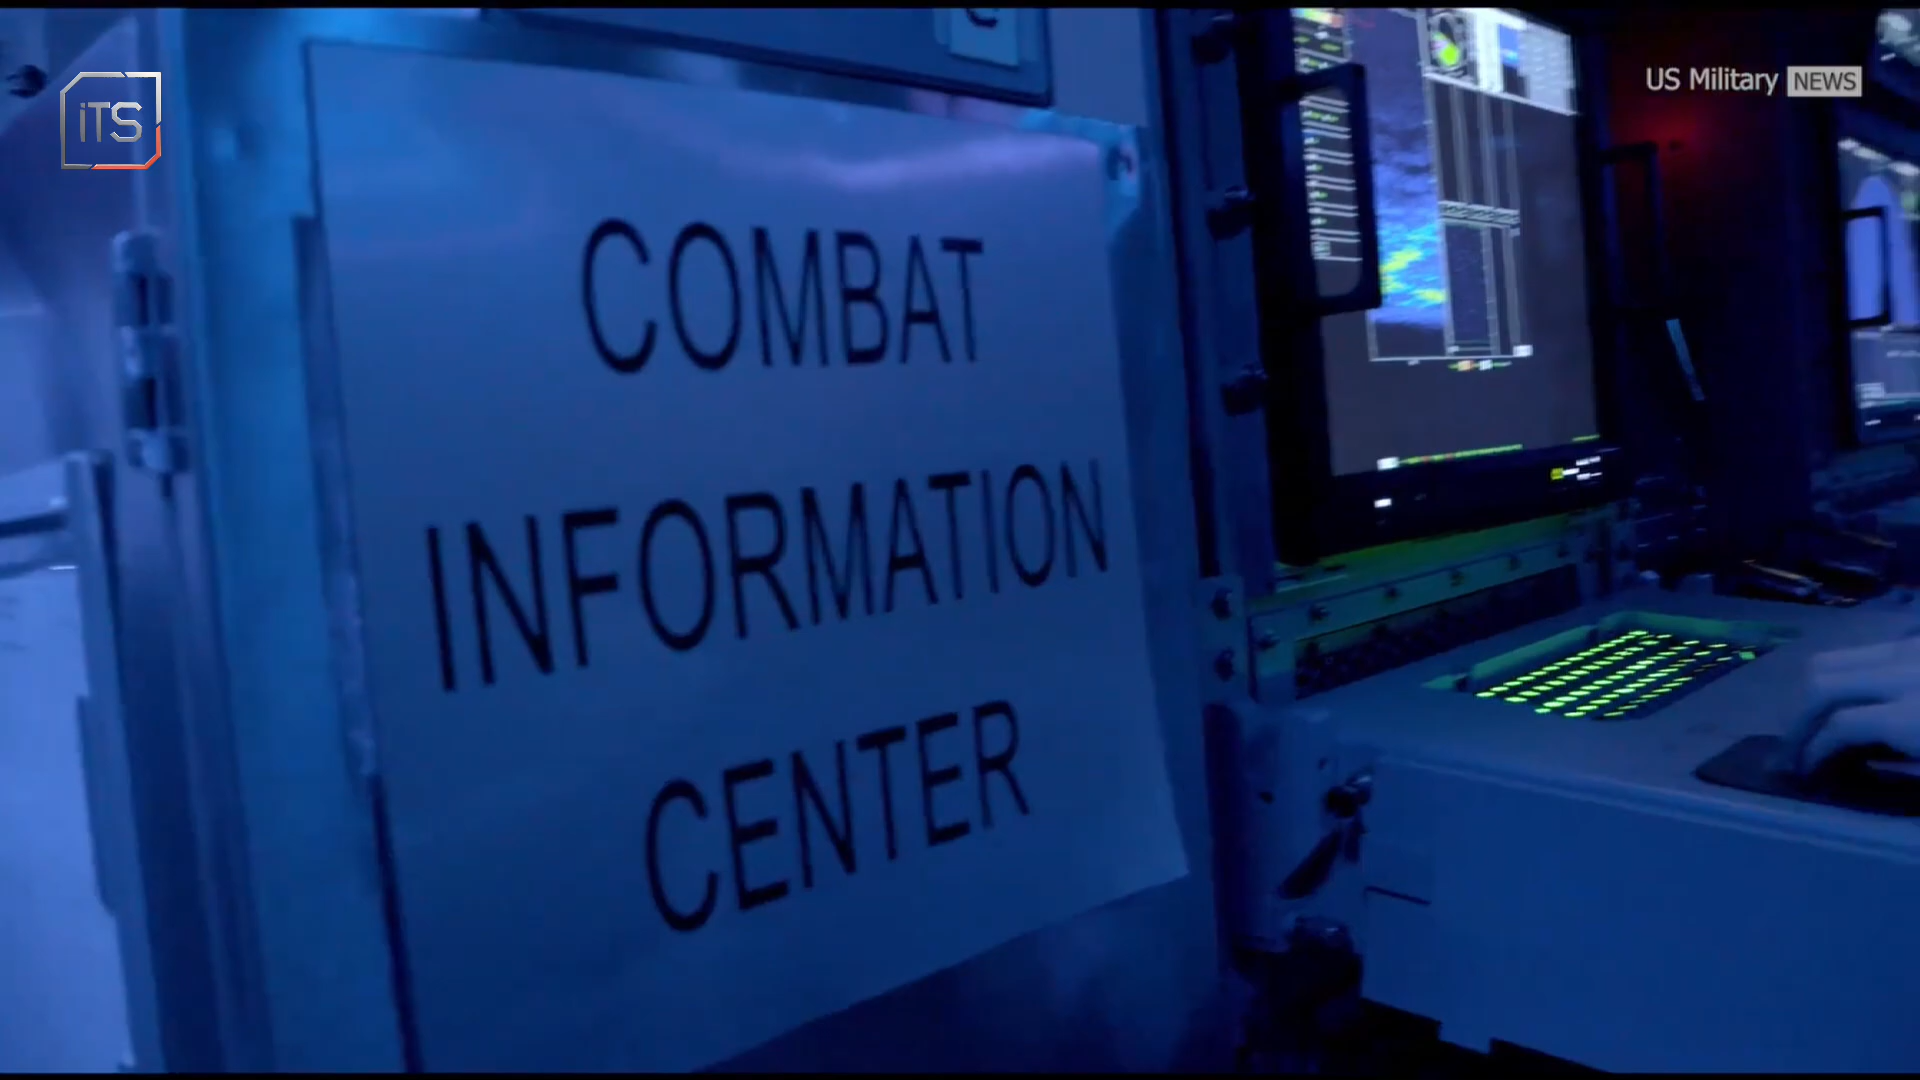 iTS
US Military NEWS
COMBAT
INFORMATION
CENTER